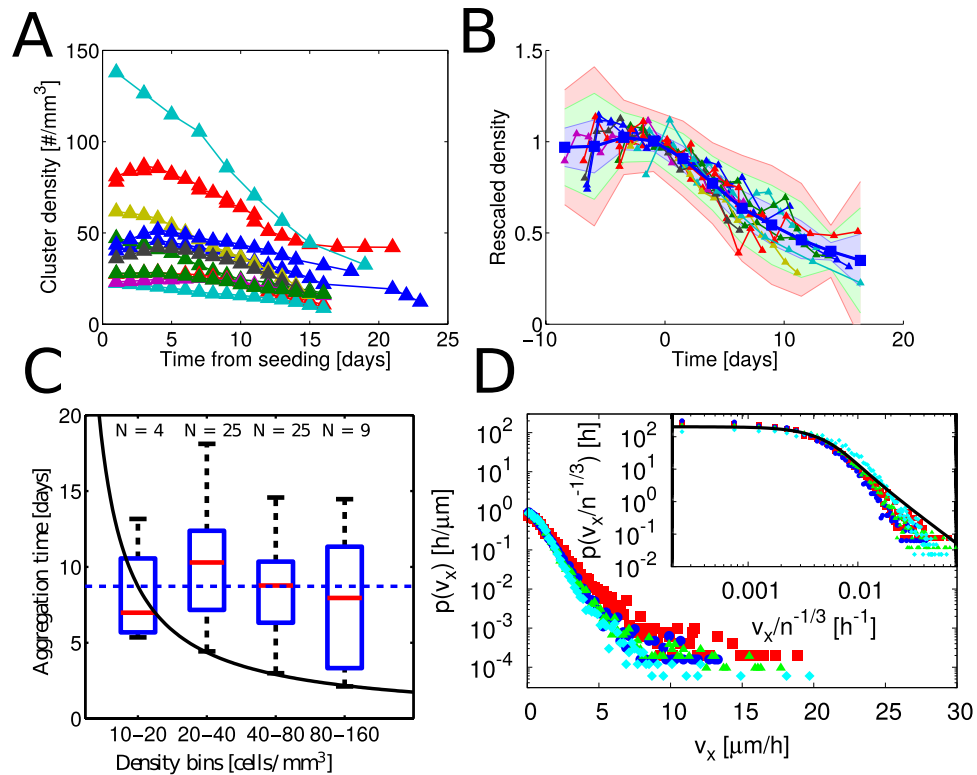 A
150
100
50
0
0 5 10 15 20 25
Cluster density [#/mm³]
Time from seeding [days]
B
1.5
1
0.5
0
−10 0 10 20
Rescaled density
Time [days]
C
20
15
10
5
0
N = 4 N = 25 N = 25 N = 9
10−20 20−40 40−80 80−160
Aggregation time[days]
Density bins [cells/mm³]
D
10²
10¹
10⁰
10⁻¹
10⁻²
10⁻³
10⁻⁴
0 5 10 15 20 25 30
p(vₓ) [h/μm]
vₓ [μm/h]
10²
10¹
10⁰
10⁻¹
10⁻²
0.001 0.01
p(vₓ/n⁻¹/³) [h]
vₓ/n⁻¹/³ [h⁻¹]